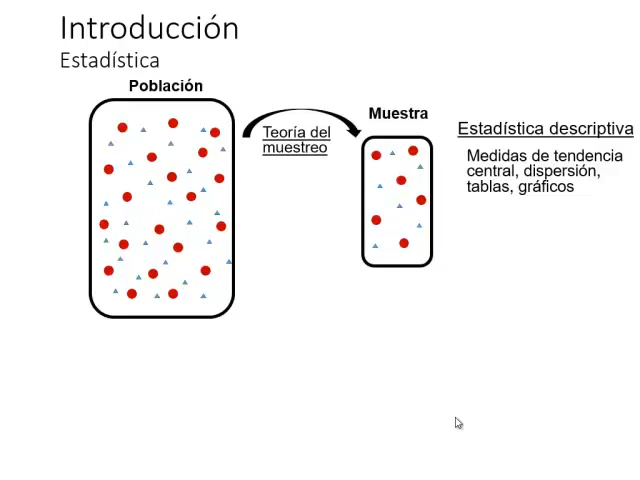 Introducción
Estadística
Población
Teoría del
muestreo
Muestra
Estadística descriptiva
Medidas de tendencia
central, dispersión,
tablas, gráficos